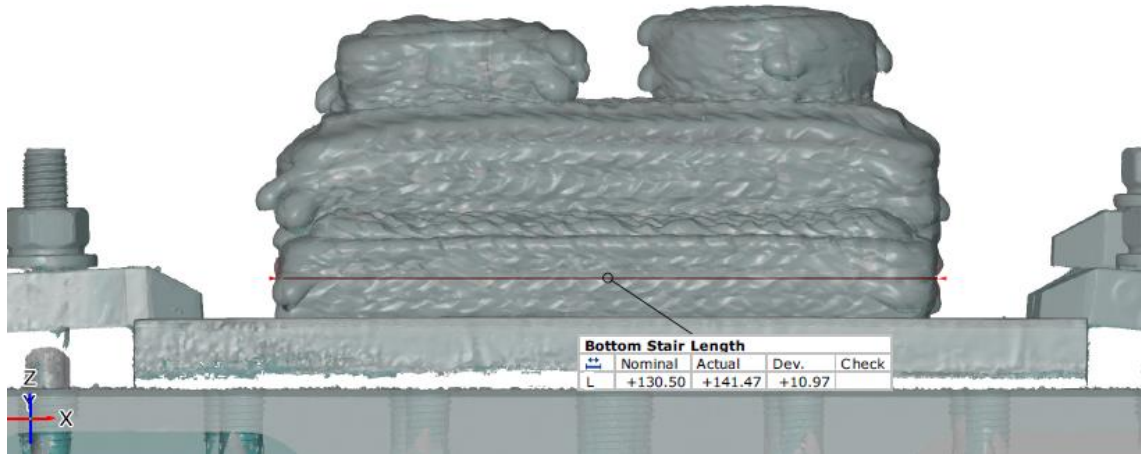 Bottom Stair Length
Nominal Actual Dev. Check
L +130.50 +141.47 +10.97
Z
Y
X